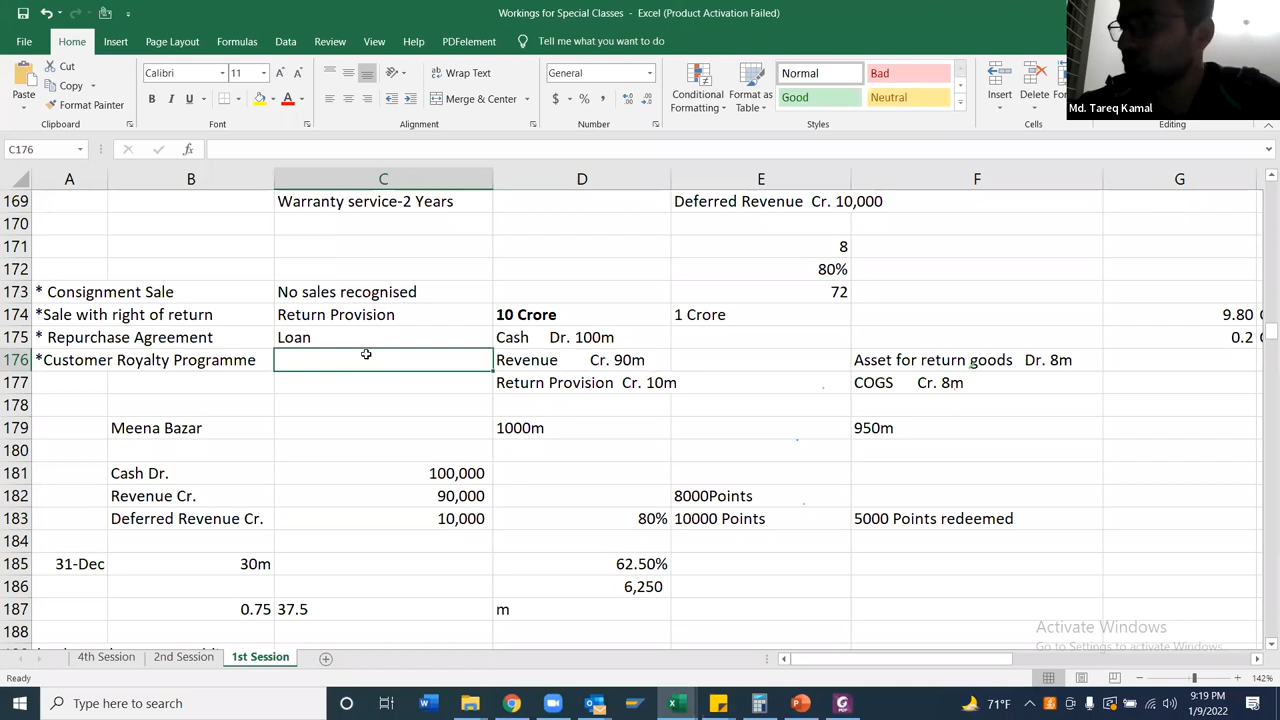 Workings for Special Classes - Excel (Product Activation Failed)
File Home Insert Page Layout Formulas Data Review View Help PDFelement Tell me what you want to do
Cut
Copy
Format Painter
Paste
Clipboard
Calibri 11
B I U
Font
Wrap Text
Merge & Center
Alignment
General
$ % ,
Number
Conditional Formatting
Format as Table
Normal Bad
Good Neutral
Styles
Insert Delete
Cells
Editing
Md. Tareq Kamal
C176
A B C D E F G
169 Warranty service-2 Years Deferred Revenue Cr. 10,000
170
171 8
172 80%
173 * Consignment Sale No sales recognised 72
174 *Sale with right of return Return Provision 10 Crore 1 Crore 9.80
175 * Repurchase Agreement Loan Cash Dr. 100m 0.2
176 *Customer Royalty Programme Revenue Cr. 90m Asset for return goods Dr. 8m
177 Return Provision Cr. 10m COGS Cr. 8m
178
179 Meena Bazar 1000m 950m
180
181 Cash Dr. 100,000
182 Revenue Cr. 90,000 8000Points
183 Deferred Revenue Cr. 10,000 80% 10000 Points 5000 Points redeemed
184
185 31-Dec 30m 62.50%
186 6,250
187 0.75 37.5 m
188
Activate Windows
Go to Settings to activate Windows.
4th Session 2nd Session 1st Session
Ready
142%
Type here to search
71°F
9:19 PM
1/9/2022